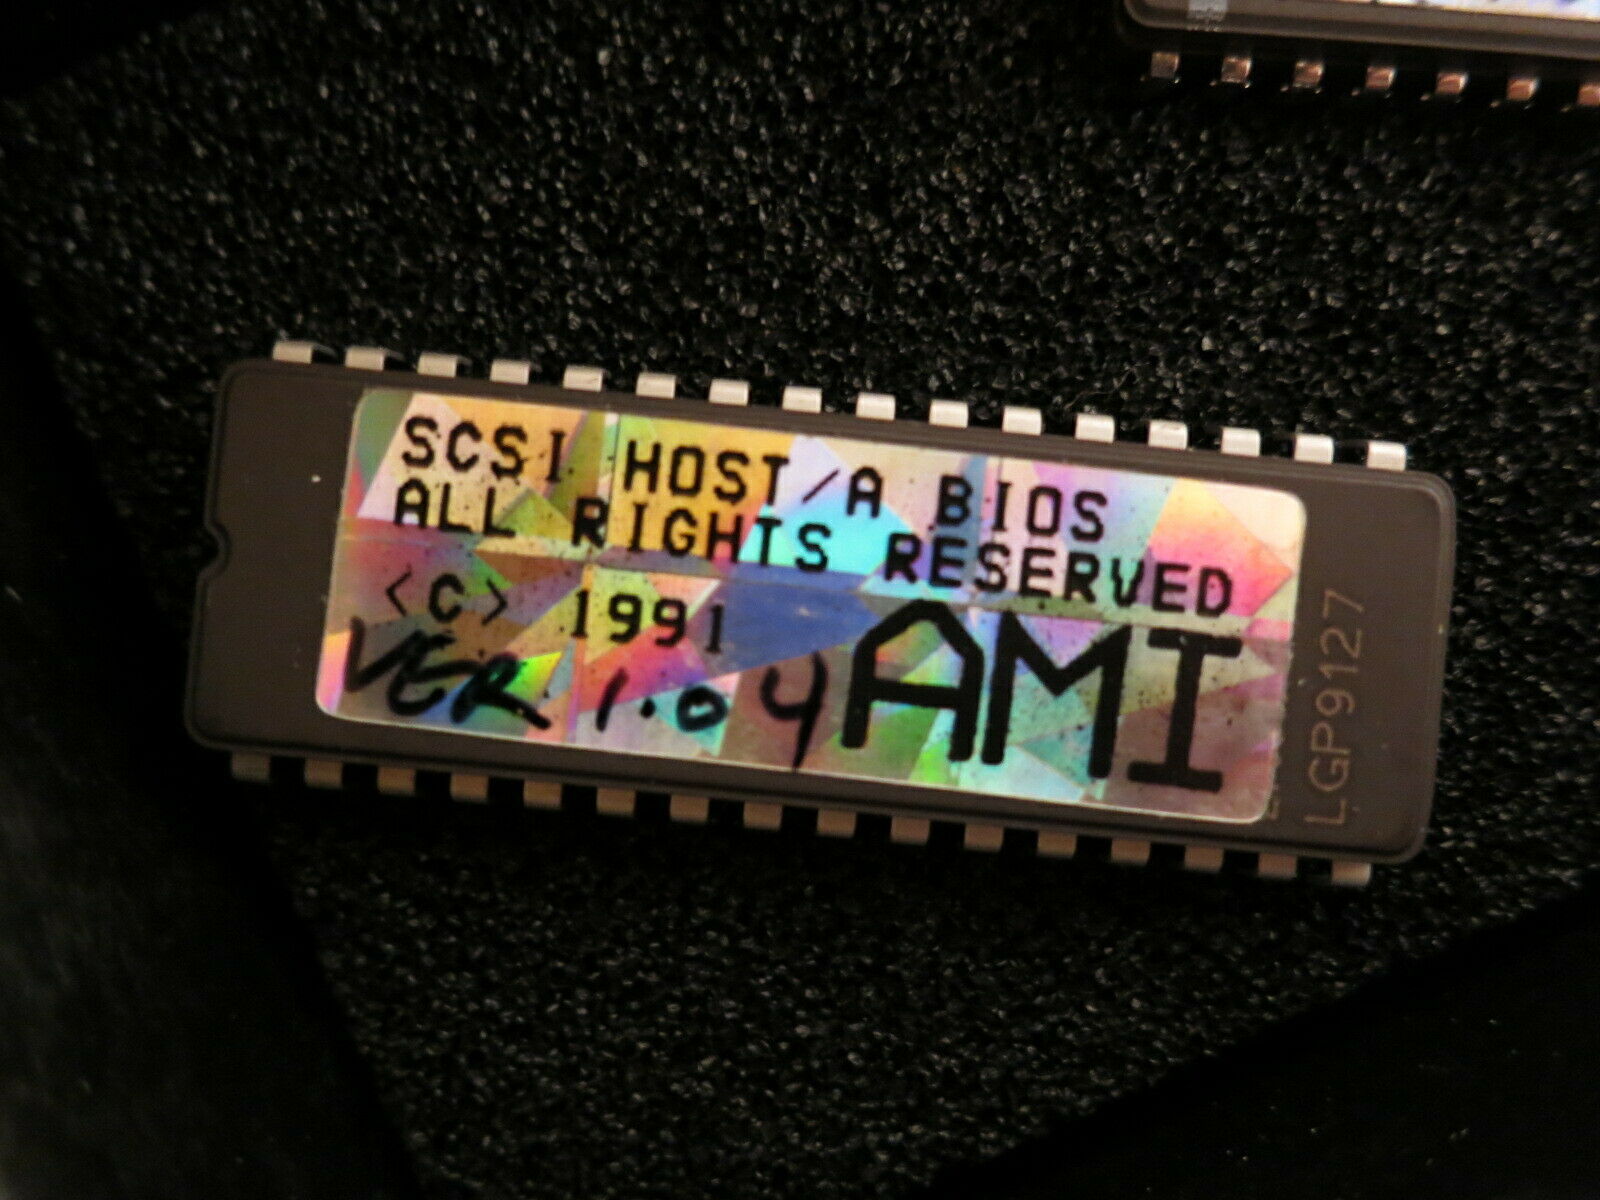 SCSI HOST/A BIOS
ALL RIGHTS RESERVED
<C> 1991
VER 1.04 AMI
LGP9127